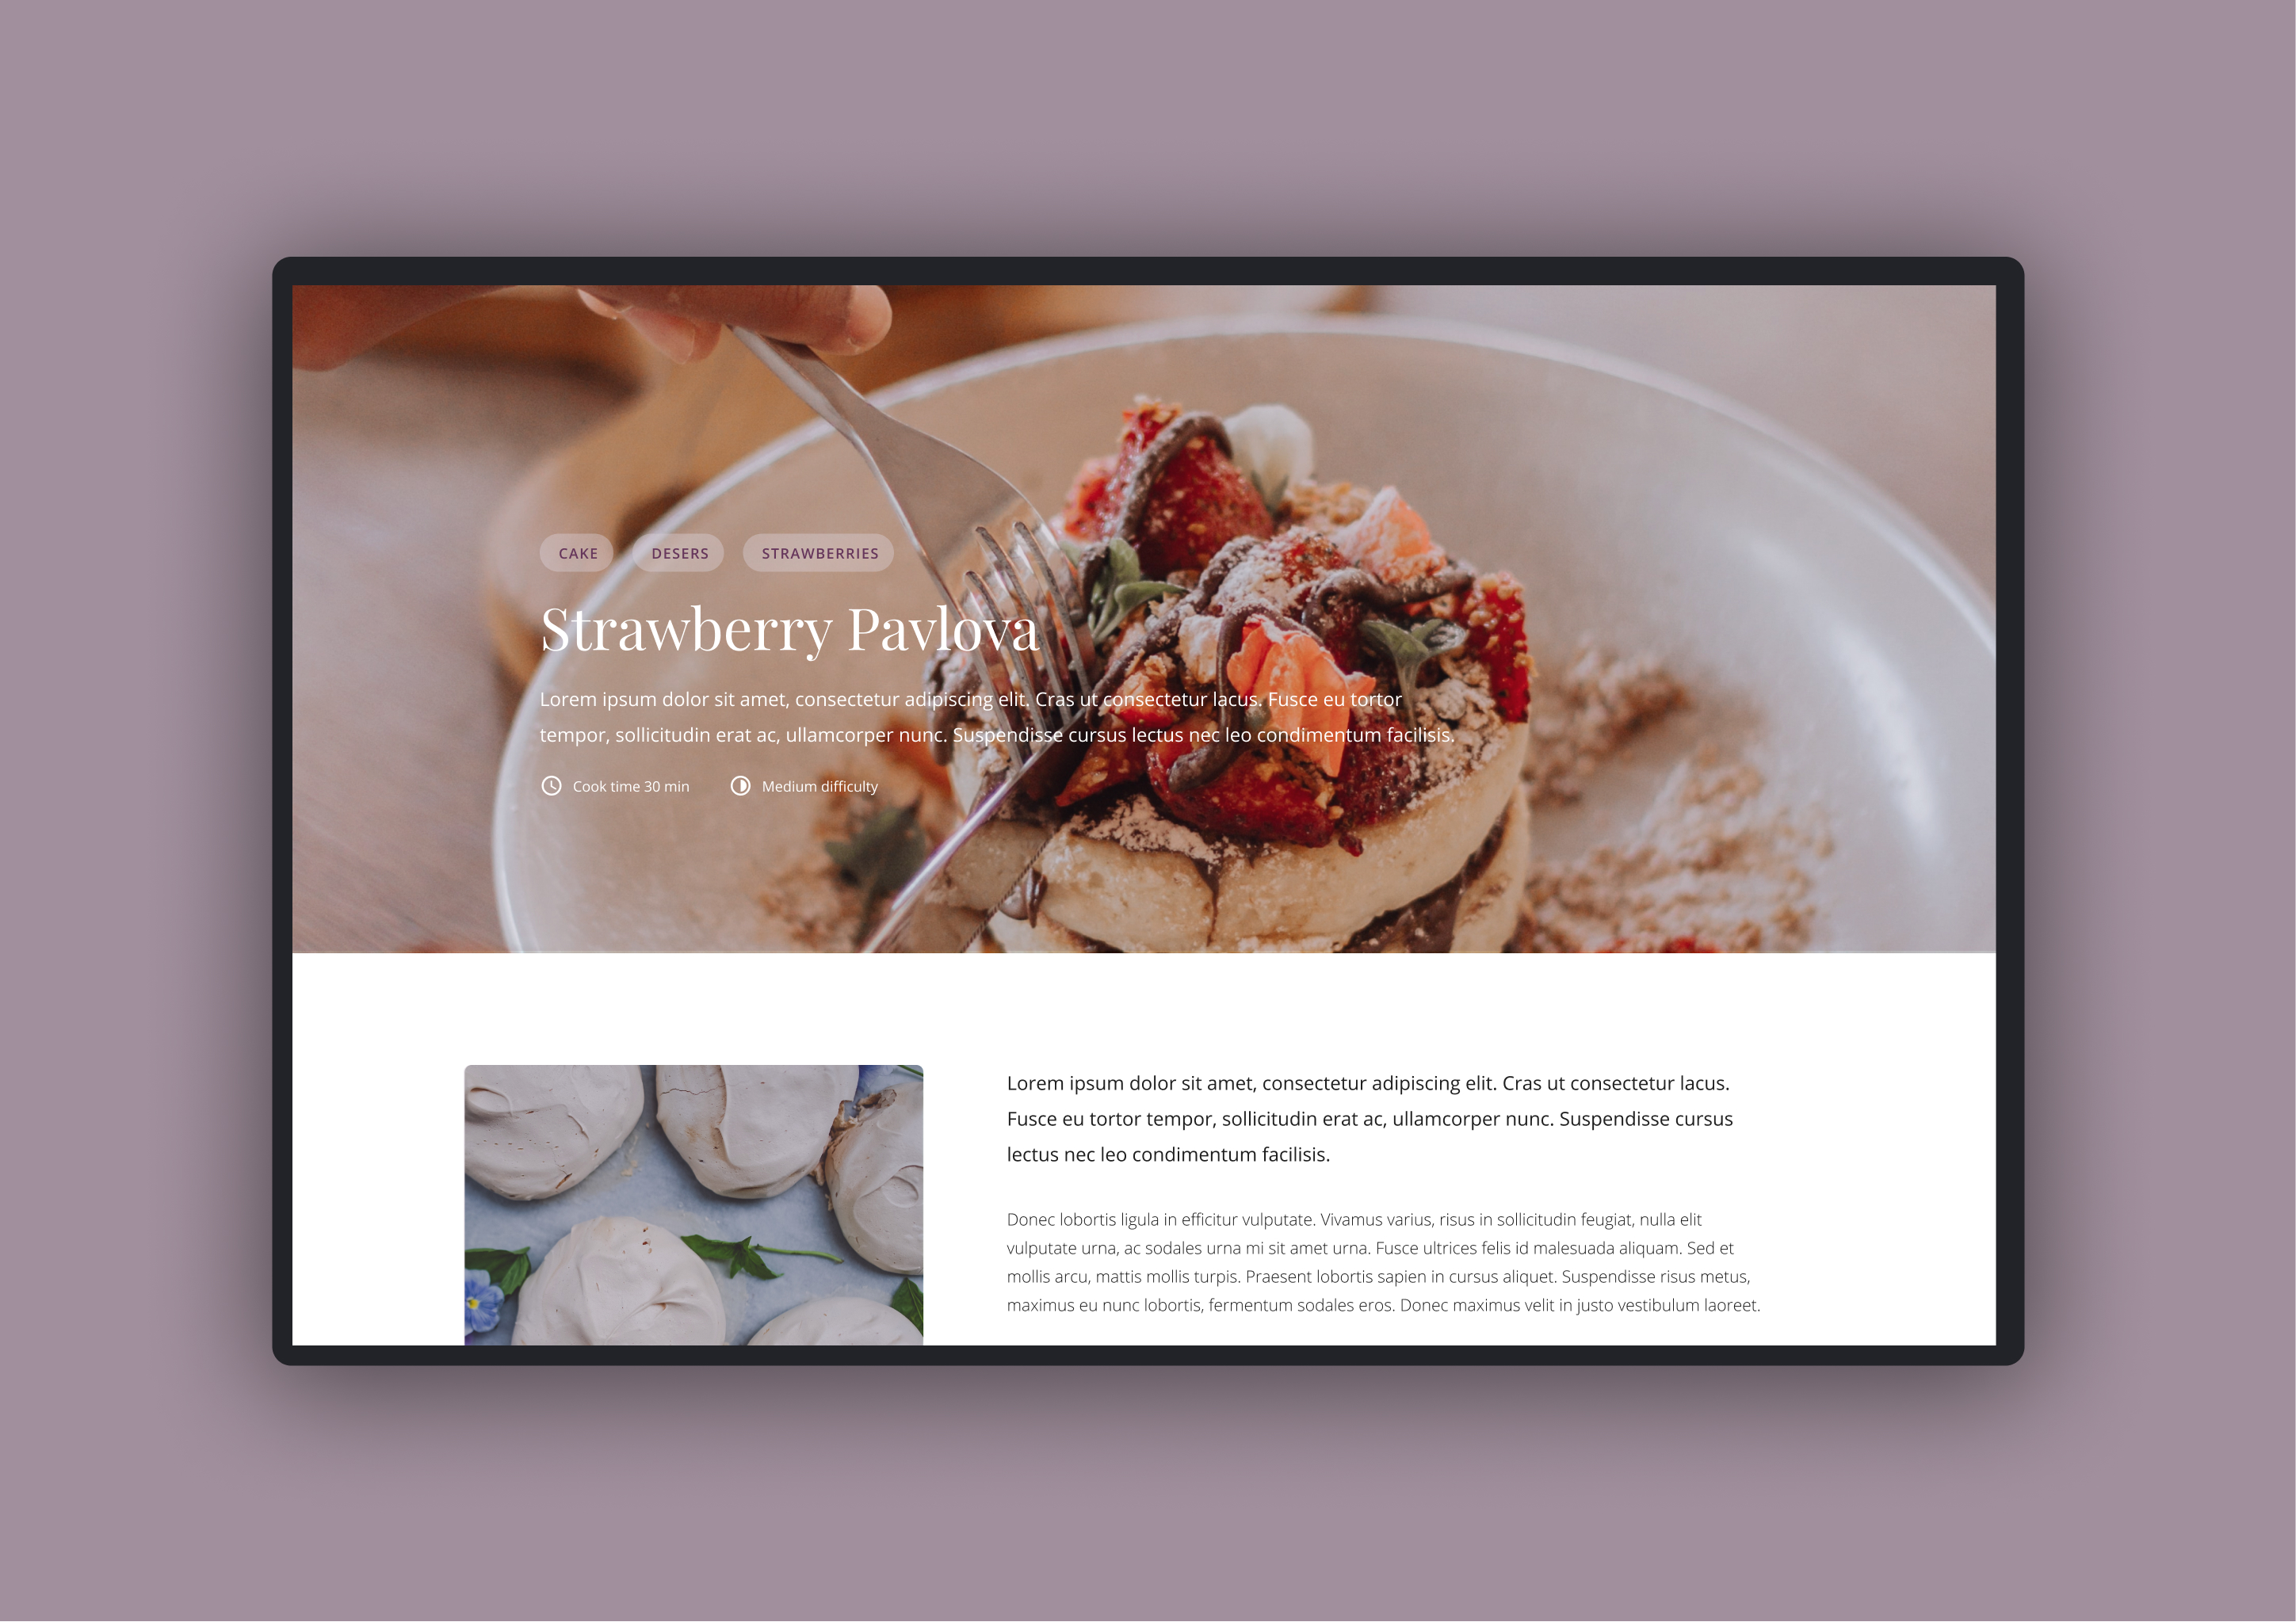 CAKE DESERS STRAWBERRIES
Strawberry Pavlova
Lorem ipsum dolor sit amet, consectetur adipiscing elit. Cras ut consectetur lacus. Fusce eu tortor
tempor, sollicitudin erat ac, ullamcorper nunc. Suspendisse cursus lectus nec leo condimentum facilisis.
Cook time 30 min Medium difficulty
Lorem ipsum dolor sit amet, consectetur adipiscing elit. Cras ut consectetur lacus.
Fusce eu tortor tempor, sollicitudin erat ac, ullamcorper nunc. Suspendisse cursus
lectus nec leo condimentum facilisis.
Donec lobortis ligula in efficitur vulputate. Vivamus varius, risus in sollicitudin feugiat, nulla elit
vulputate urna, ac sodales urna mi sit amet urna. Fusce ultrices felis id malesuada aliquam. Sed et
mollis arcu, mattis mollis turpis. Praesent lobortis sapien in cursus aliquet. Suspendisse risus metus,
maximus eu nunc lobortis, fermentum sodales eros. Donec maximus velit in justo vestibulum laoreet.